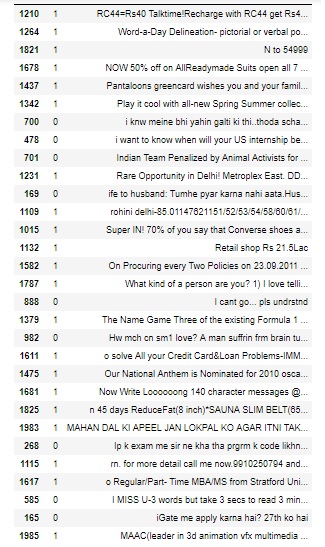 1210 1 RC44=Rs40 Talktime!Recharge with RC44 get Rs4...
1264 1 Word-a-Day Delineation- pictorial or verbal po...
1821 1 N to 54999
1678 1 NOW 50% off on AllReadymade Suits open all 7 ...
1437 1 Pantaloons greencard wishes you and your famil...
1342 1 Play it cool with all-new Spring Summer collec...
700 0 i knw meine bhi yahin galti ki thi..thoda scha...
478 0 i want to know when will your US internship be...
701 0 Indian Team Penalized by Animal Activists for ...
1231 1 Rare Opportunity in Delhi! Metroplex East. DD...
169 0 ife to husband: Tumhe pyar karna nahi aata.Hus...
1109 1 rohini delhi-85.01147621151/52/53/54/58/60/61/...
1015 1 Super IN! 70% of you say that Converse shoes a...
1132 1 Retail shop Rs 21.5Lac
1582 1 On Procuring every Two Policies on 23.09.2011 ...
1787 1 What kind of a person are you? 1) I love telli...
888 0 I cant go... pls undrstnd
1379 1 The Name Game Three of the existing Formula 1 ...
982 0 Hw mch on sm1 love? A man suffrin frm brain tu...
1611 1 o solve All your Credit Card&Loan Problems-IMM...
1475 1 Our National Anthem is Nominated for 2010 osca...
1681 1 Now Write Loooooong 140 character messages @...
1825 1 n 45 days ReduceFat(8 inch)*SAUNA SLIM BELT(65...
1983 1 MAHAN DAL KI APEEL JAN LOKPAL KO AGAR ITNI TAK...
268 0 Ip k exam me sir ne kha tha prgrm k code likhn...
1115 1 rn. for more detail call me now.9910250794 and...
1617 1 o Regular/Part- Time MBA/MS from Stratford Uni...
585 0 I MISS U-3 words but take 3 secs to read 3 min...
165 0 iGate me apply karna hai? 27th ko hai
1985 1 MAAC(leader in 3d animation vfx multimedia ...